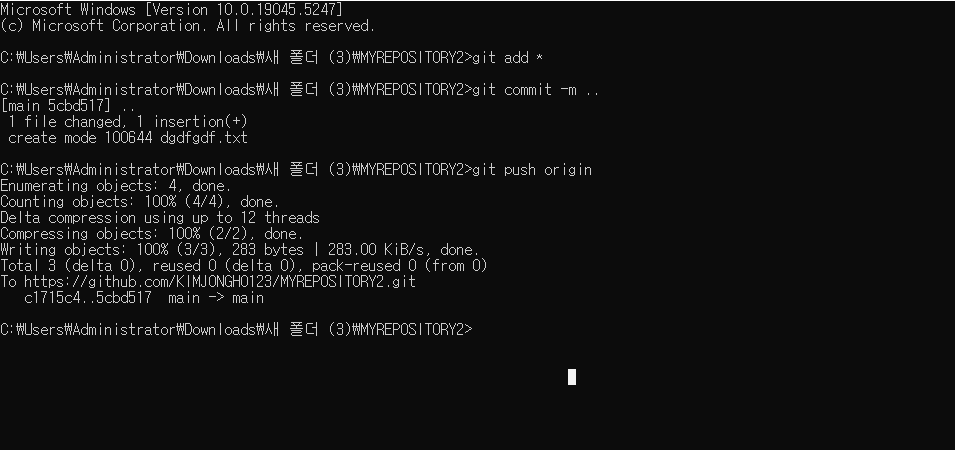 Microsoft Windows [Version 10.0.19045.5247]
(c) Microsoft Corporation. All rights reserved.
C:₩Users₩Administrator₩Downloads₩새 폴더 (3)₩MYREPOSITORY2>git add *
C:₩Users₩Administrator₩Downloads₩새 폴더 (3)₩MYREPOSITORY2>git commit -m ..
[main 5cbd517] ..
1 file changed, 1 insertion(+)
create mode 100644 dgdfgdf.txt
C:₩Users₩Administrator₩Downloads₩새 폴더 (3)₩MYREPOSITORY2>git push origin
Enumerating objects: 4, done.
Counting objects: 100% (4/4), done.
Delta compression using up to 12 threads
Compressing objects: 100% (2/2), done.
Writing objects: 100% (3/3), 283 bytes | 283.00 KiB/s, done.
Total 3 (delta 0), reused 0 (delta 0), pack-reused 0 (from 0)
To https://github.com/KIMJONGHO123/MYREPOSITORY2.git
c1715c4..5cbd517  main -> main
C:₩Users₩Administrator₩Downloads₩새 폴더 (3)₩MYREPOSITORY2>